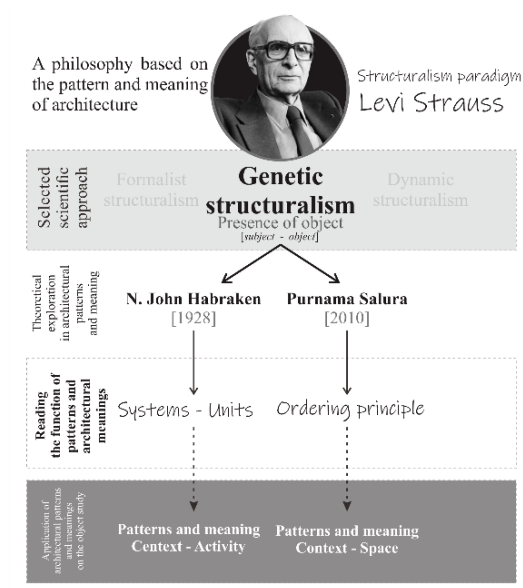 A philosophy based on
the pattern and meaning
of architecture
Structuralism paradigm
Levi Strauss
Selected
scientific
approach
Formalist
structuralism
Genetic
structuralism
Presence of object
[subject - object]
Dynamic
structuralism
Theoretical
exploration
in architectural
patterns
and meaning
N. John Habraken
[1928]
Purnama Salura
[2010]
Reading
the function of
patterns and
architectural
meanings
Systems - Units
Ordering principle
Application of
architectural patterns
and meanings
on the object study
Patterns and meaning
Centext - Activity
Patterns and meaning
Context - Space